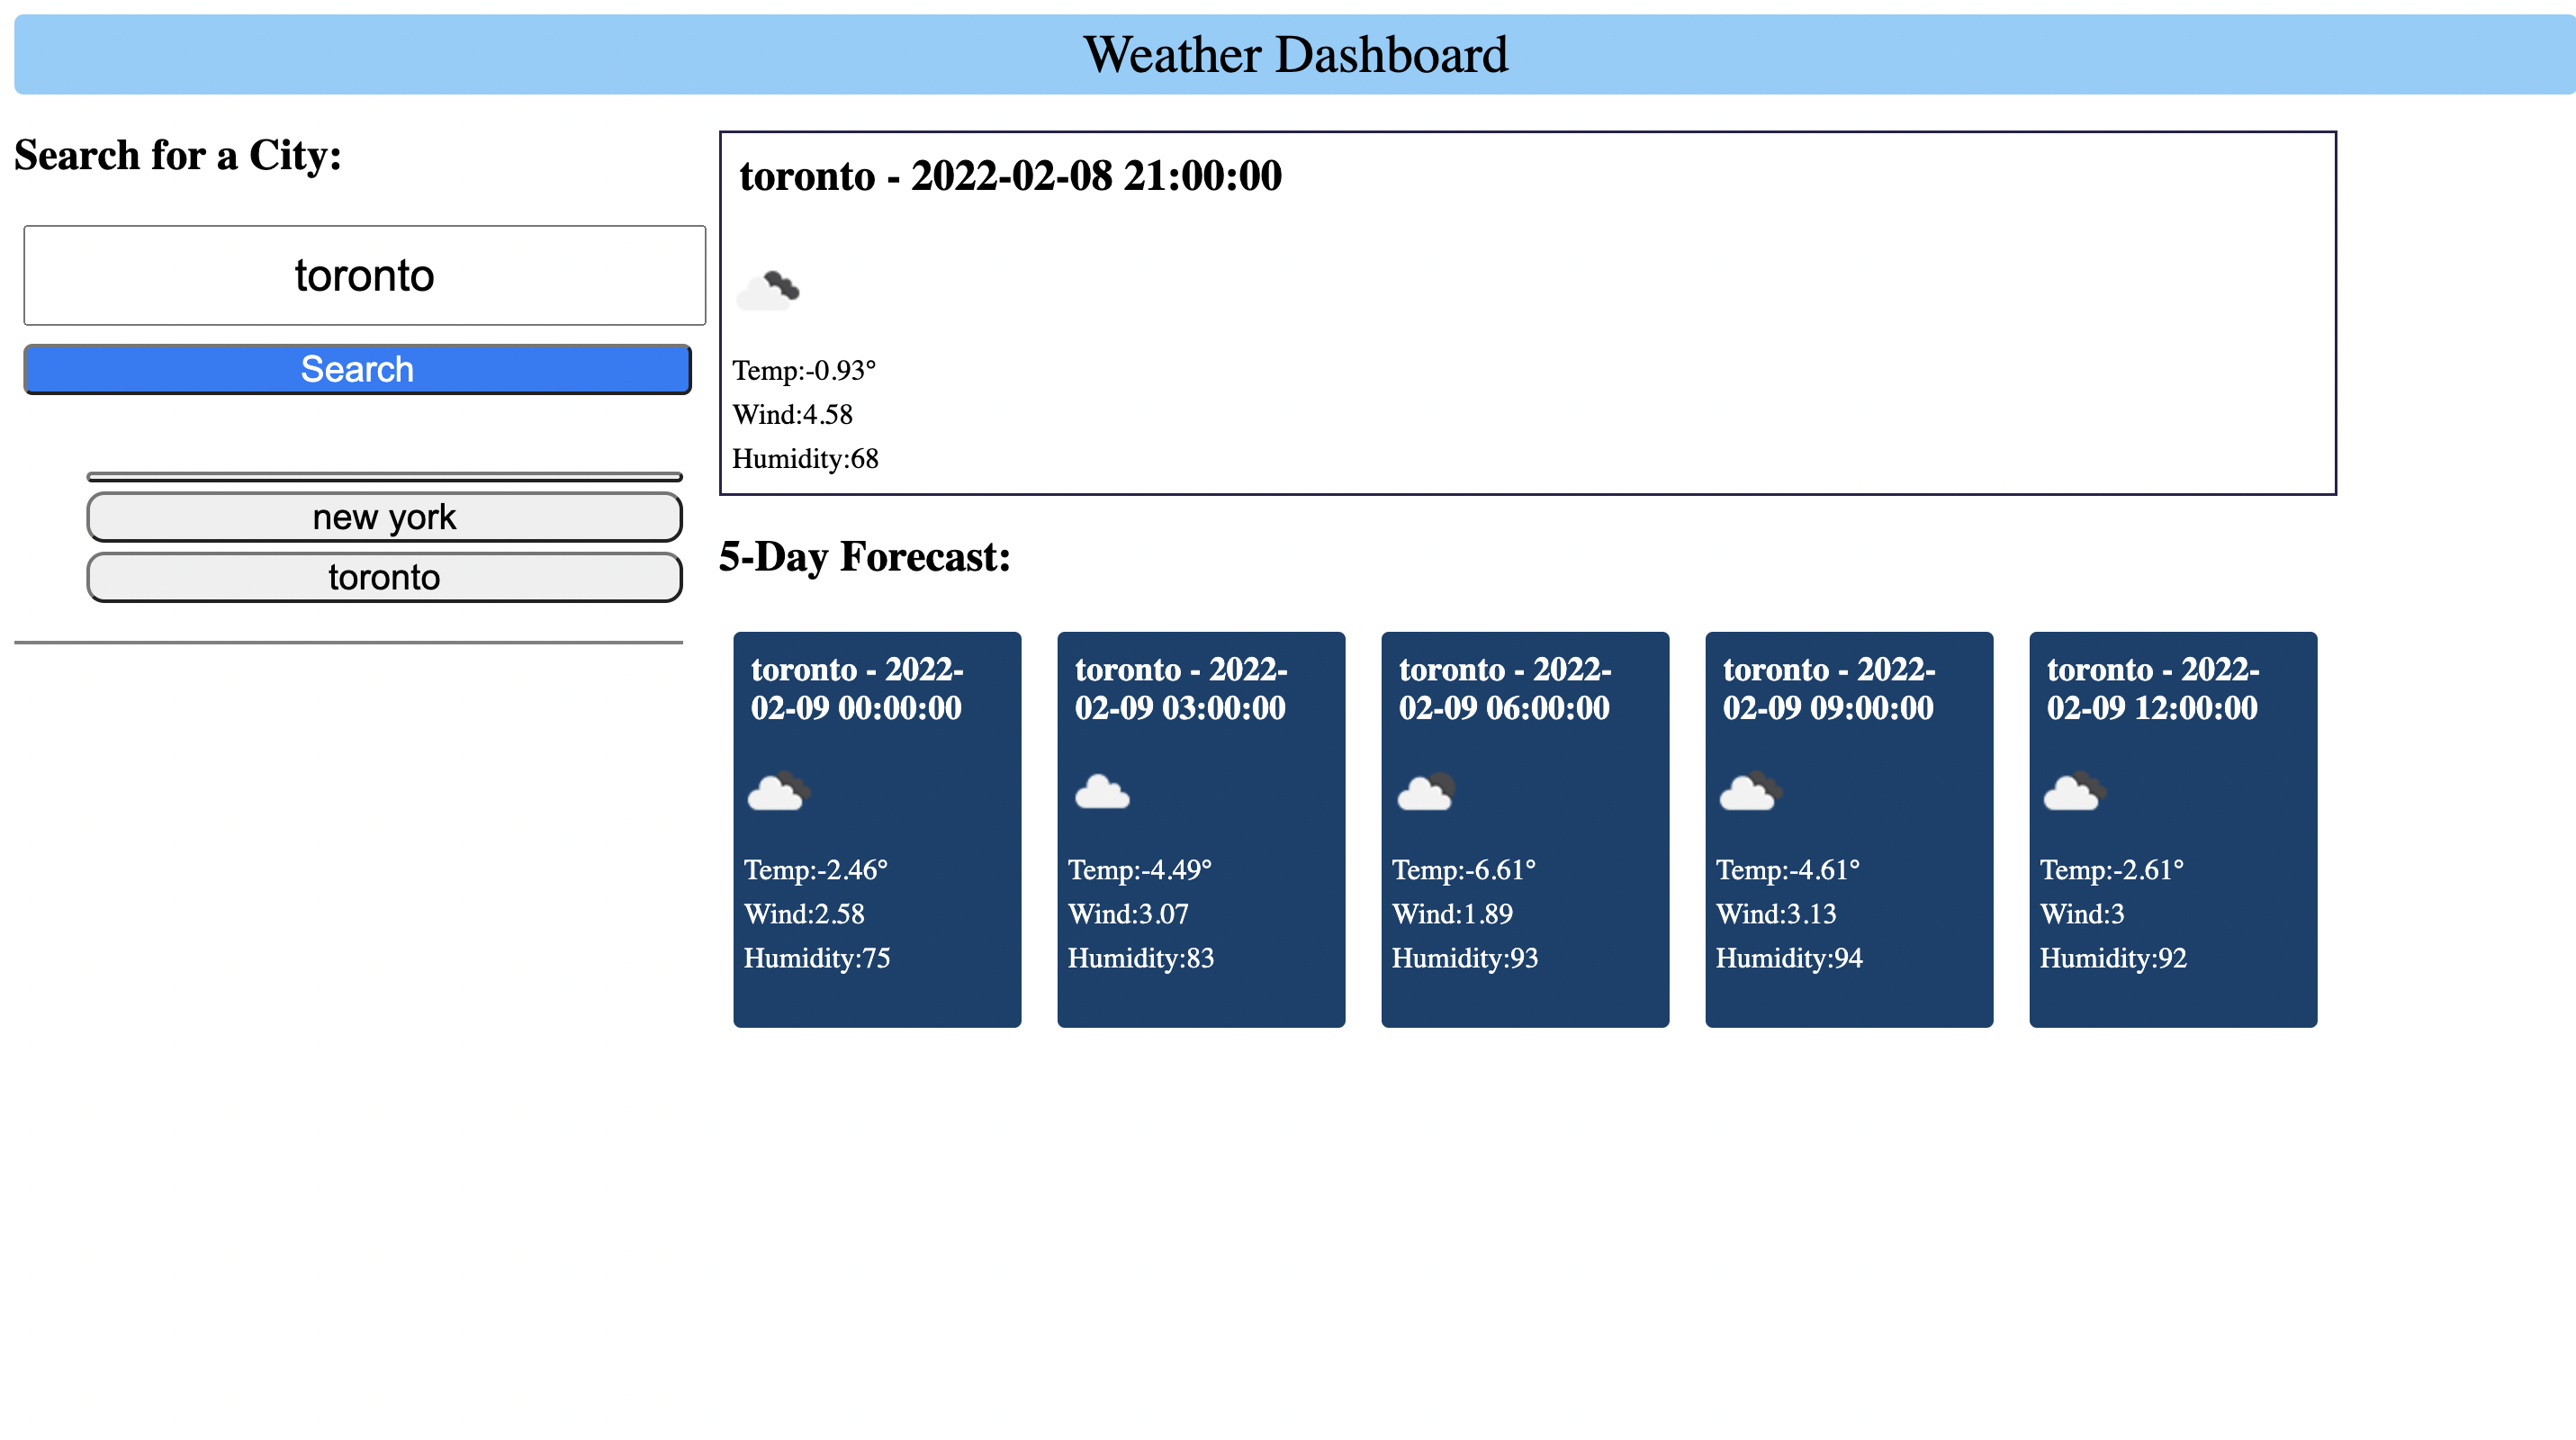 Weather Dashboard
Search for a City:
toronto
Search
new york
toronto
toronto - 2022-02-08 21:00:00
Temp:-0.93°
Wind:4.58
Humidity:68
5-Day Forecast:
toronto - 2022-
02-09 00:00:00
Temp:-2.46°
Wind:2.58
Humidity:75
toronto - 2022-
02-09 03:00:00
Temp:-4.49°
Wind:3.07
Humidity:83
toronto - 2022-
02-09 06:00:00
Temp:-6.61°
Wind:1.89
Humidity:93
toronto - 2022-
02-09 09:00:00
Temp:-4.61°
Wind:3.13
Humidity:94
toronto - 2022-
02-09 12:00:00
Temp:-2.61°
Wind:3
Humidity:92